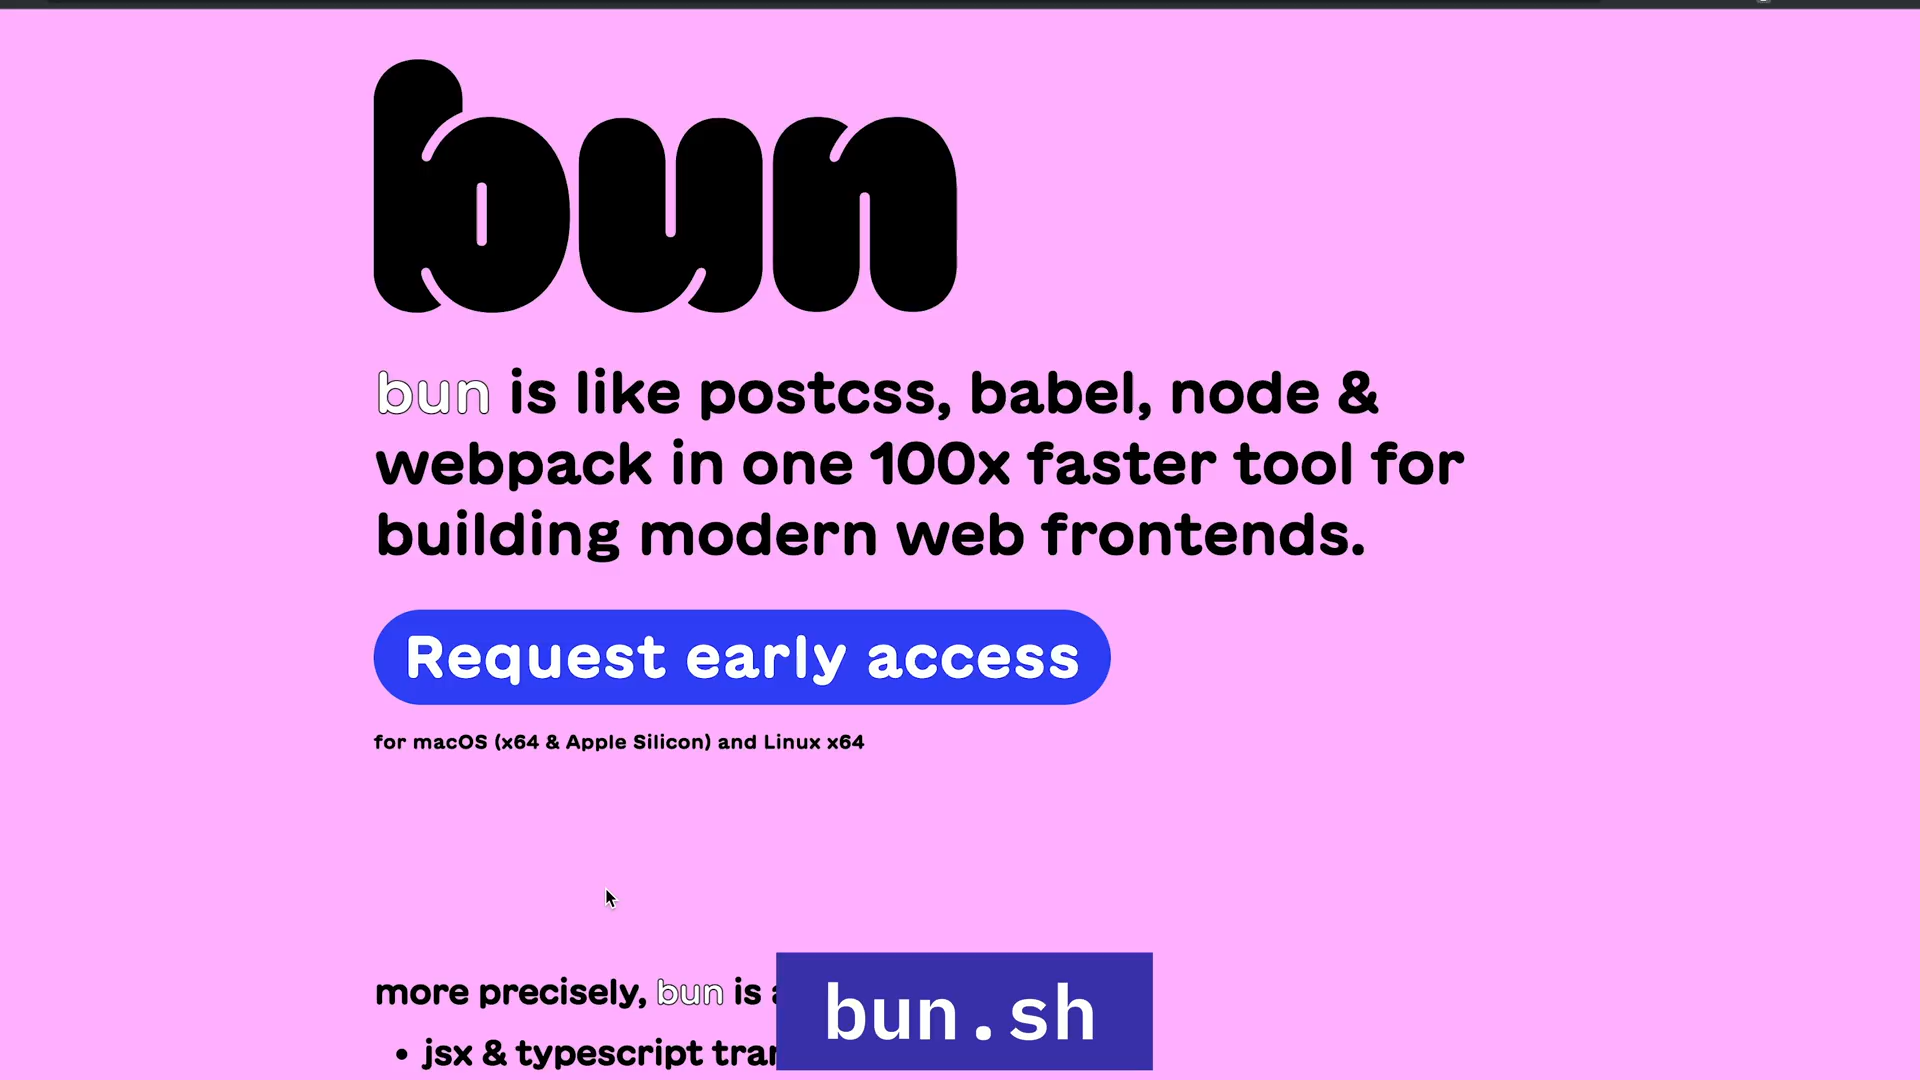 bun
bun is like postcss, babel, node &
webpack in one 100x faster tool for
building modern web frontends.
Request early access
for macOS (x64 & Apple Silicon) and Linux x64
more precisely, bun is
jsx & typescript
bun.sh